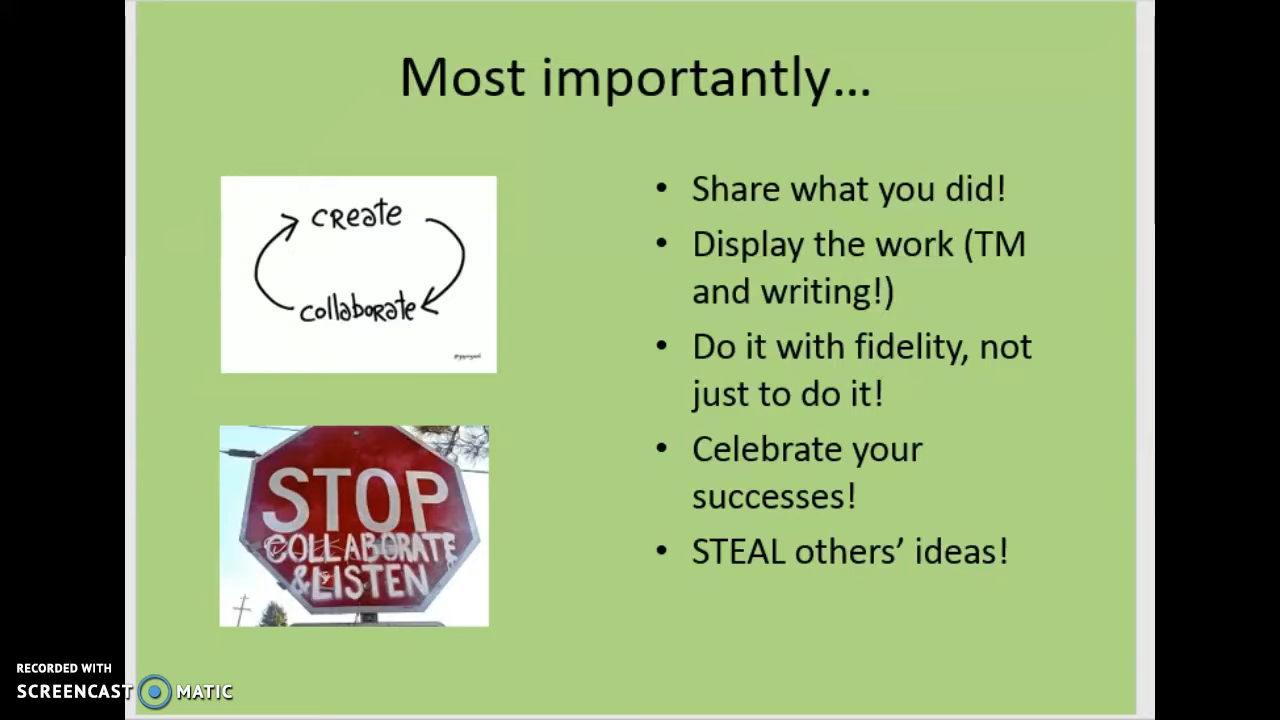 Most importantly...
create
collaborate
STOP
COLLABORATE
&LISTEN
• Share what you did!
• Display the work (TM
and writing!)
• Do it with fidelity, not
just to do it!
• Celebrate your
successes!
• STEAL others’ ideas!
RECORDED WITH
SCREENCAST MATIC